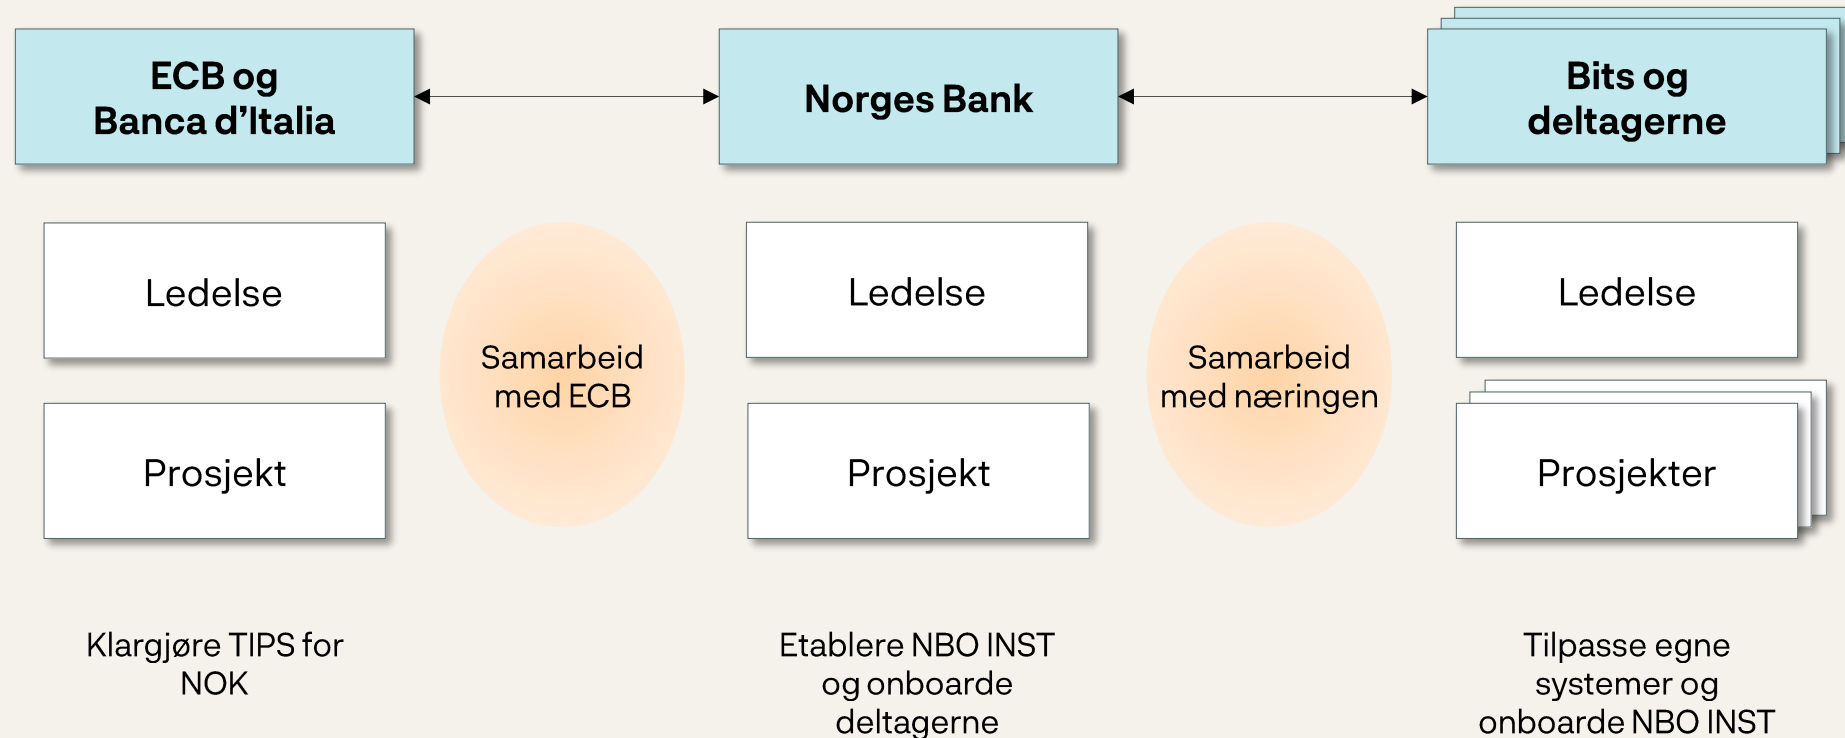 ECB og
Banca d’Italia
Norges Bank
Bits og
deltagerne
Ledelse
Ledelse
Ledelse
Samarbeid
med ECB
Samarbeid
med næringen
Prosjekt
Prosjekt
Prosjekter
Klargjøre TIPS for
NOK
Etablere NBO INST
og onboarde
deltagerne
Tilpasse egne
systemer og
onboarde NBO INST